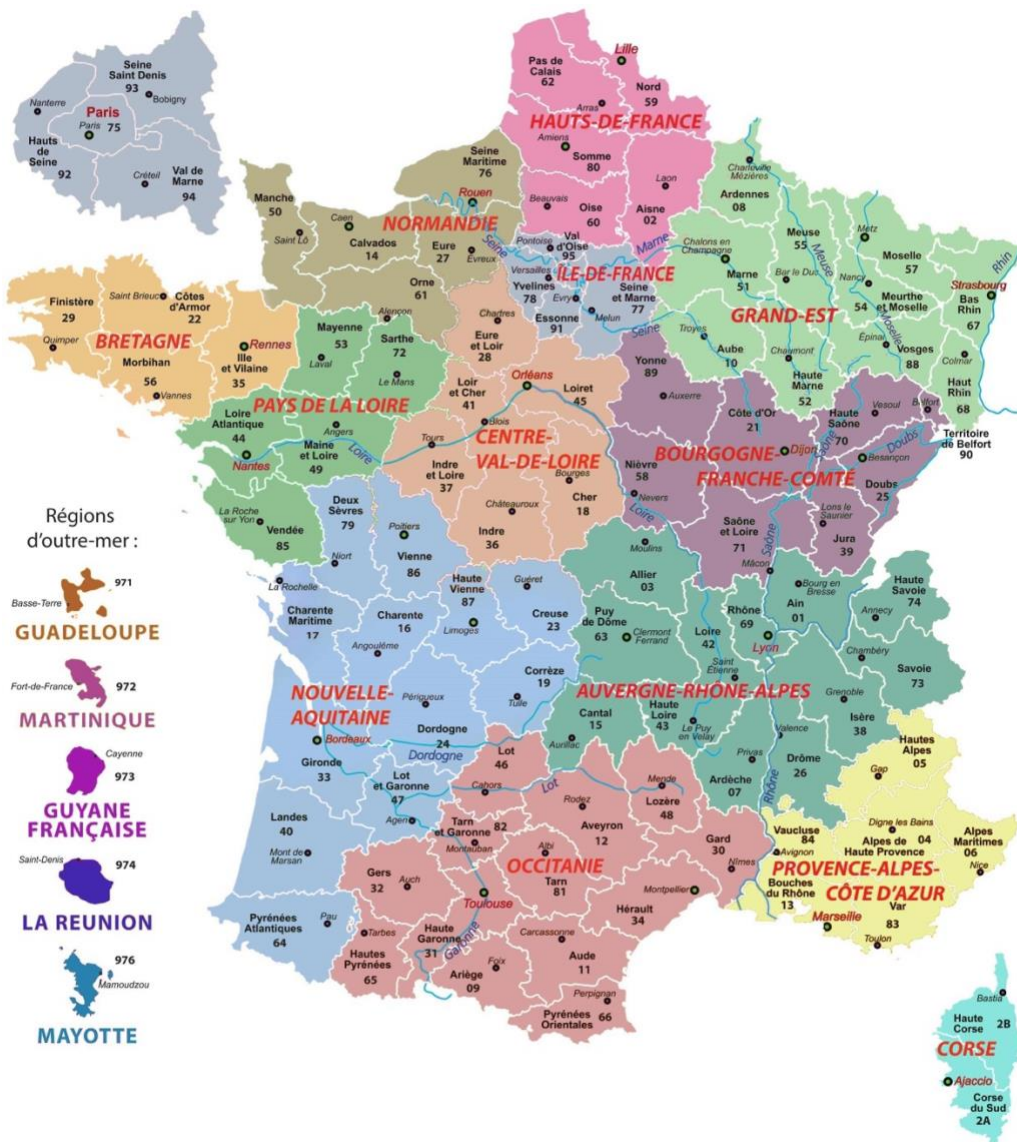 Seine
Saint Denis
93
Bobigny
Nanterre
Paris
Paris
75
Hauts
de
Seine
92
Créteil
Val de
Marne
94
Lille
Pas de
Calais
62
Nord
59
Arras
HAUTS-DE-FRANCE
Amiens
Somme
80
Laon
Aisne
02
Beauvais
Oise
60
Seine
Maritime
76
Rouen
Manche
50
Saint Lô
Caen
Calvados
14
NORMANDIE
Eure
27
Evreux
Orne
61
Alençon
Seine
Marne
Pontoise
Val
d'Oise
95
ÎLE-DE-FRANCE
Versailles
Yvelines
78
Evry
Essonne
91
Melun
Seine
et Marne
77
Seine
Charleville
Mézières
Ardennes
08
Meuse
55
Meuse
Metz
Moselle
57
Chalons en
Champagne
Marne
51
Bar le Duc
Nancy
Meurthe
et Moselle
54
Moselle
Strasbourg
Rhin
Bas
Rhin
67
GRAND-EST
Troyes
Aube
10
Chaumont
Haute
Marne
52
Épinal
Vosges
88
Colmar
Haut
Rhin
68
Finistère
29
Quimper
Saint Brieuc
Côtes
d'Armor
22
BRETAGNE
Morbihan
56
Vannes
Rennes
Ille
et Vilaine
35
Mayenne
53
Laval
Sarthe
72
Le Mans
PAYS DE LA LOIRE
Loire
Atlantique
44
Nantes
Angers
Maine
et Loire
49
Loire
La Roche
sur Yon
Vendée
85
Chartres
Eure
et Loir
28
Loir
et Cher
41
Orléans
Loiret
45
Blois
Tours
CENTRE-
VAL-DE-LOIRE
Indre
et Loire
37
Bourges
Cher
18
Châteauroux
Indre
36
Yonne
89
Auxerre
Côte d'Or
21
Dijon
Haute
Saône
70
Saône
Vesoul
Belfort
Territoire
de Belfort
90
Doubs
Besançon
Doubs
25
BOURGOGNE-
FRANCHE-COMTÉ
Nièvre
58
Nevers
Loire
Saône
et Loire
71
Saône
Mâcon
Lons le
Saunier
Jura
39
Deux
Sèvres
79
Niort
Poitiers
Vienne
86
La Rochelle
Charente
Maritime
17
Charente
16
Angoulême
Haute
Vienne
87
Limoges
Guéret
Creuse
23
Corrèze
19
Tulle
NOUVELLE-
AQUITAINE
Périgueux
Dordogne
24
Dordogne
Bordeaux
Gironde
33
Lot
et Garonne
47
Agen
Landes
40
Mont de
Marsan
Pyrénées
Atlantiques
64
Pau
Moulins
Allier
03
Puy
de Dôme
63
Clermont
Ferrand
Loire
42
Saint
Etienne
Rhône
69
Lyon
Bourg en
Bresse
Ain
01
Haute
Savoie
74
Annecy
Chambéry
Savoie
73
AUVERGNE-RHÔNE-ALPES
Grenoble
Isère
38
Cantal
15
Aurillac
Haute
Loire
43
Le Puy
en Velay
Privas
Ardèche
07
Valence
Drôme
26
Rhône
Lot
46
Cahors
Lot
Mende
Lozère
48
Rodez
Aveyron
12
Tarn
et Garonne
82
Montauban
Albi
Tarn
81
Gard
30
Nîmes
OCCITANIE
Gers
32
Auch
Toulouse
Montpellier
Hérault
34
Tarbes
Hautes
Pyrénées
65
Haute
Garonne
31
Garonne
Foix
Ariège
09
Carcassonne
Aude
11
Perpignan
Pyrénées
Orientales
66
Hautes
Alpes
05
Gap
Vaucluse
84
Avignon
Digne les Bains
Alpes de
Haute Provence
04
Alpes
Maritimes
06
Nice
PROVENCE-ALPES-
CÔTE D'AZUR
Bouches
du Rhône
13
Marseille
Var
83
Toulon
Bastia
Haute
Corse
2B
CORSE
Ajaccio
Corse
du Sud
2A
Régions
d'outre-mer :
971
Basse-Terre
GUADELOUPE
Fort-de-France
972
MARTINIQUE
Cayenne
973
GUYANE
FRANÇAISE
Saint-Denis
974
LA REUNION
976
Mamoudzou
MAYOTTE